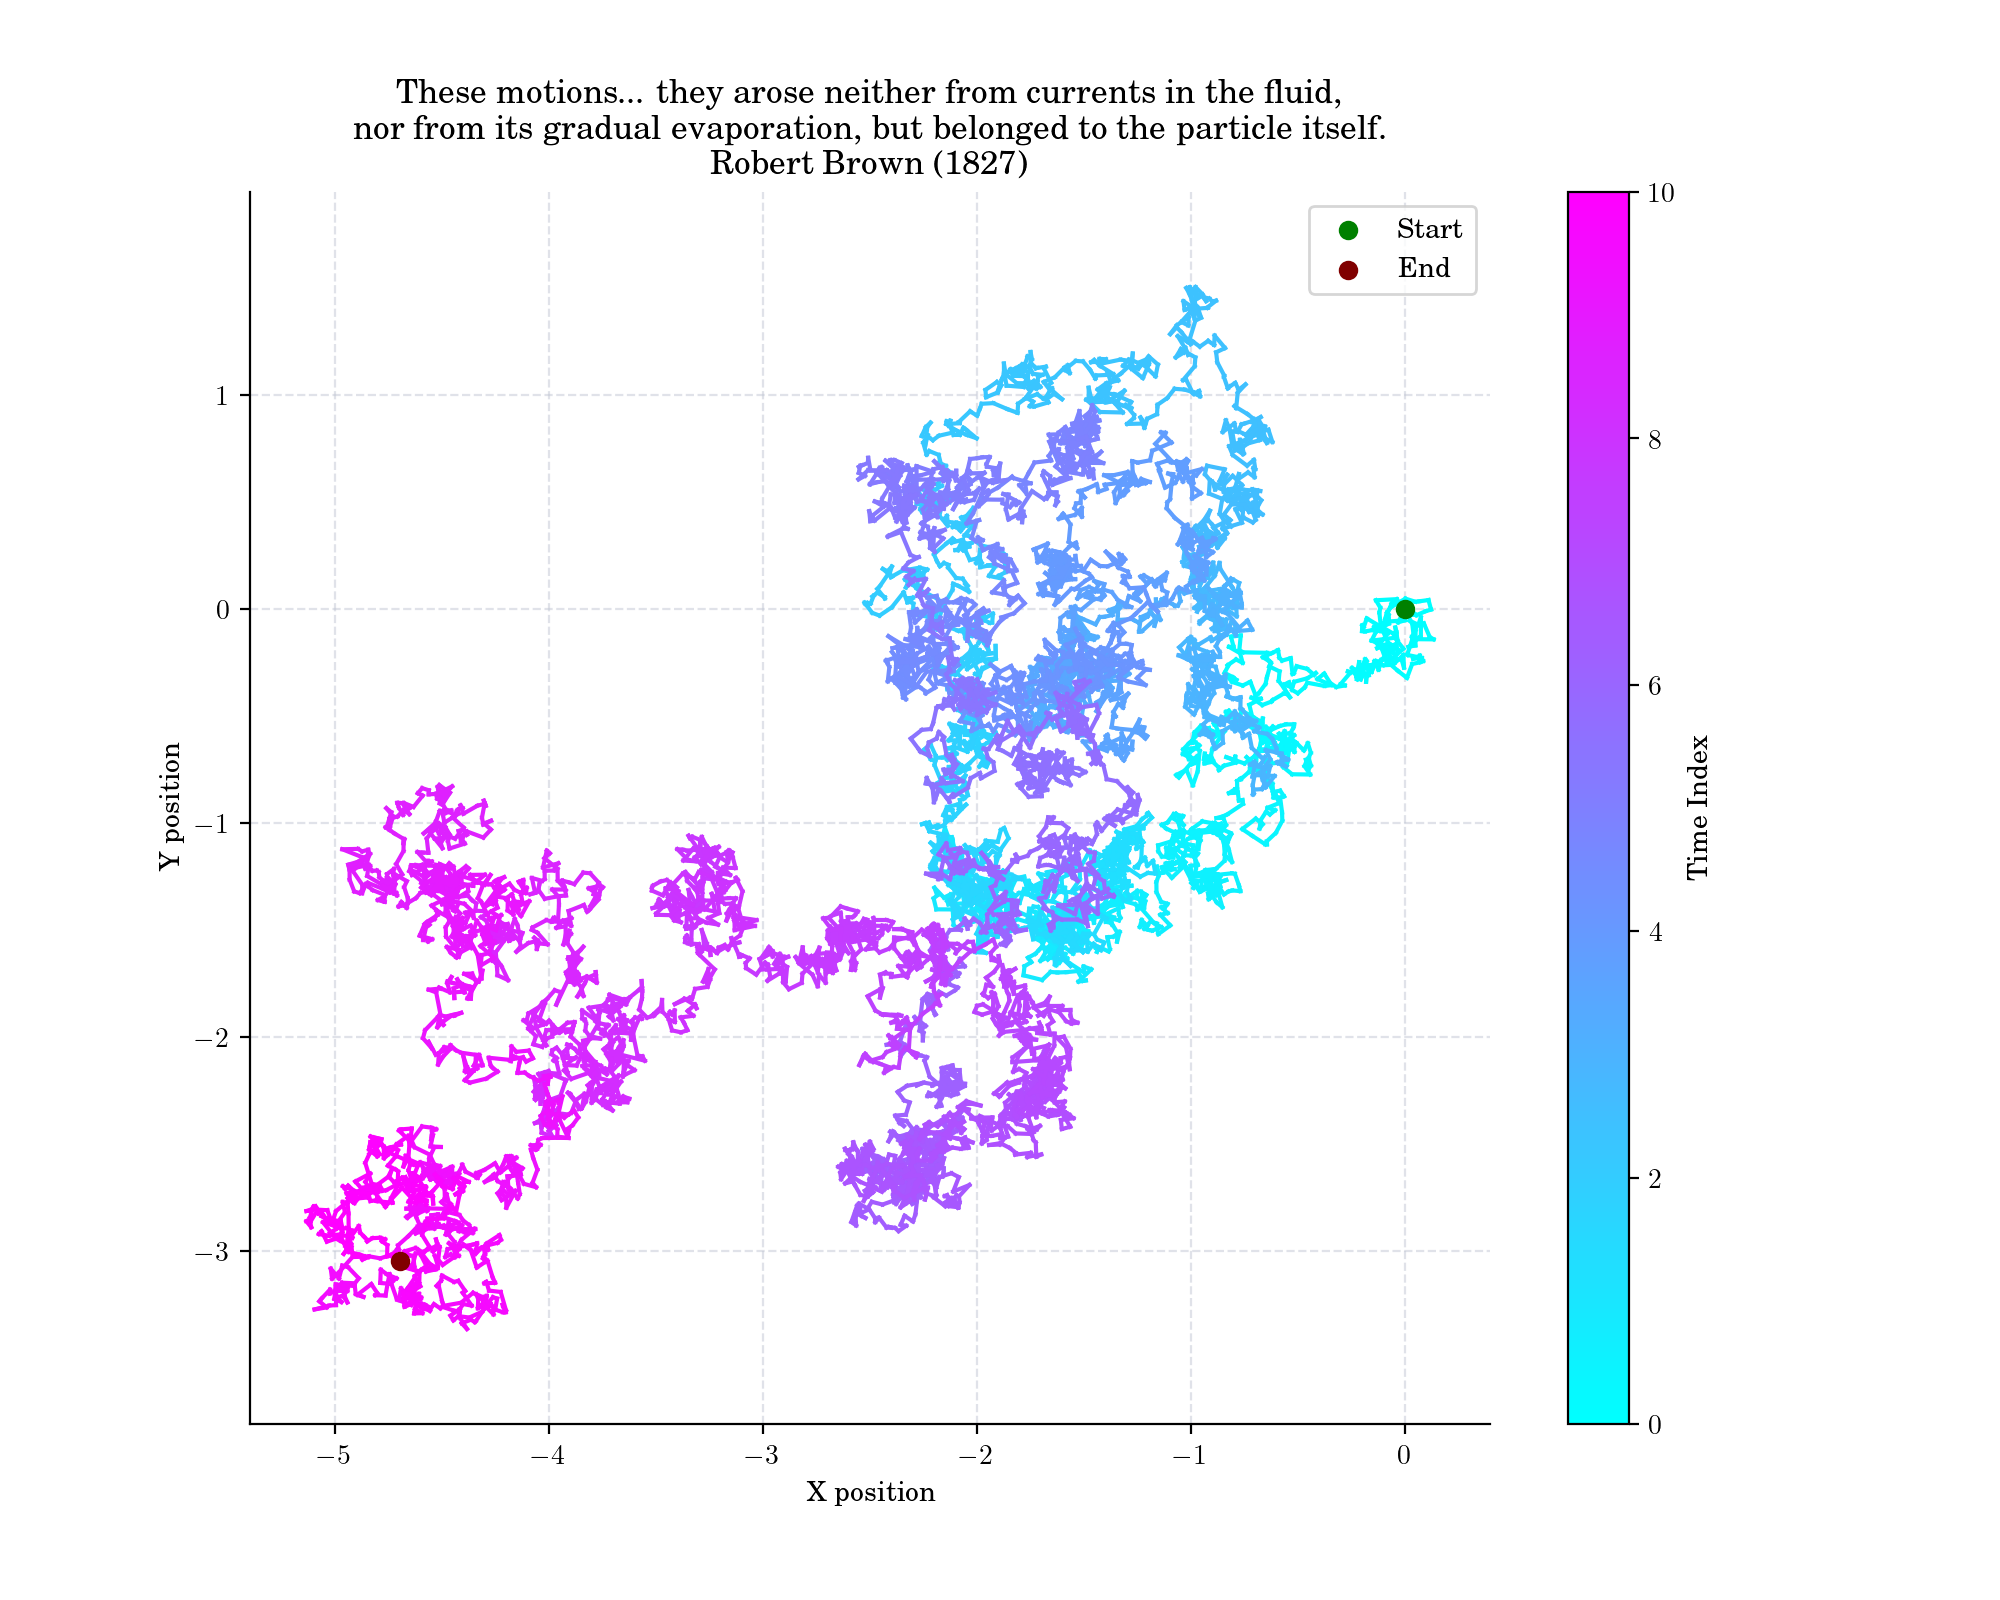 These motions... they arose neither from currents in the fluid,
nor from its gradual evaporation, but belonged to the particle itself.
Robert Brown (1827)
Start
End
Y position
1
0
−1
−2
−3
−5
−4
−3
−2
−1
0
X position
10
8
6
4
2
0
Time Index